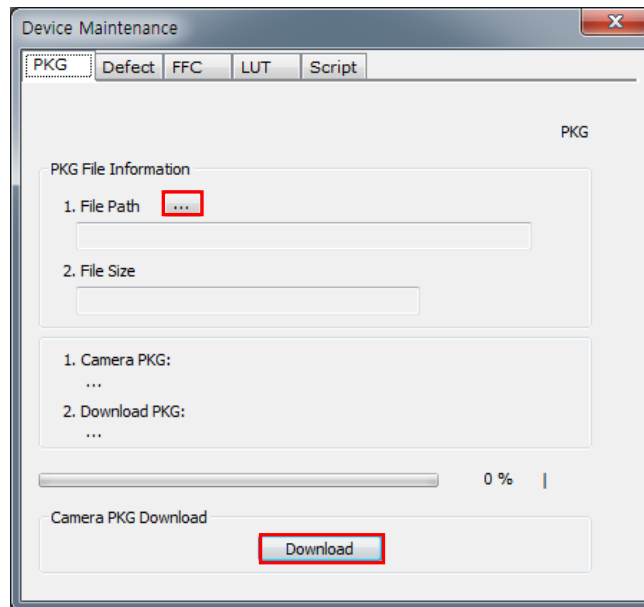 Device Maintenance
PKG Defect FFC LUT Script
PKG
PKG File Information
1. File Path ...
2. File Size
1. Camera PKG:
...
2. Download PKG:
...
0 % |
Camera PKG Download
Download